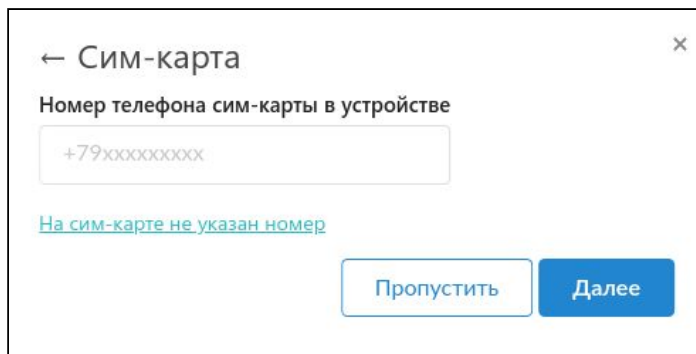 ← Сим-карта
×
Номер телефона сим-карты в устройстве
+79xxxxxxxxx
На сим-карте не указан номер
Пропустить
Далее